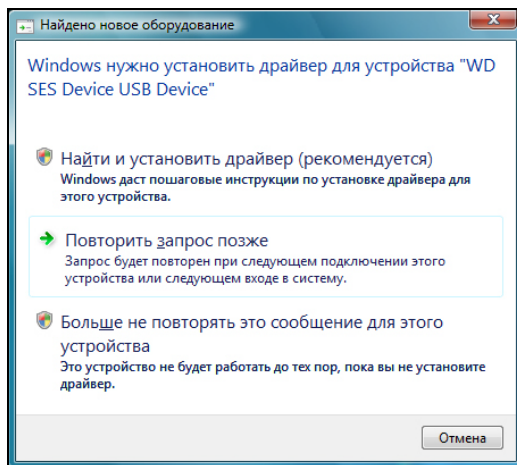 Найдено новое оборудование
Windows нужно установить драйвер для устройства "WD
SES Device USB Device"
Найти и установить драйвер (рекомендуется)
Windows даст пошаговые инструкции по установке драйвера для
этого устройства.
Повторить запрос позже
Запрос будет повторен при следующем подключении этого
устройства или следующем входе в систему.
Больше не повторять это сообщение для этого
устройства
Это устройство не будет работать до тех пор, пока вы не установите
драйвер.
Отмена